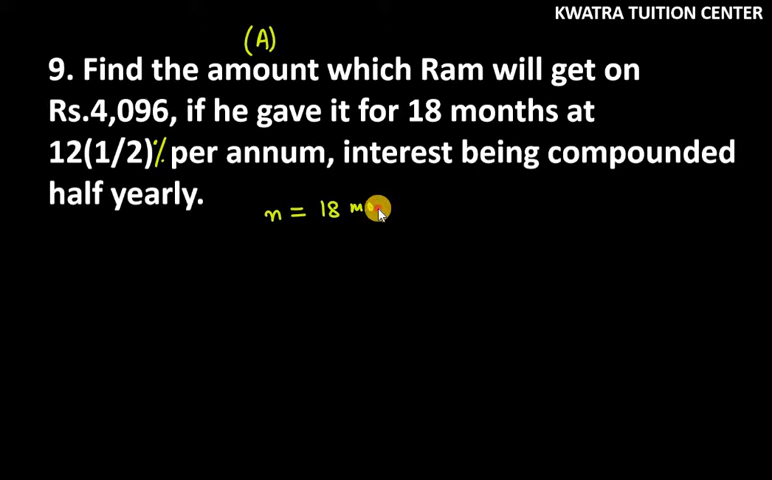 KWATRA TUITION CENTER
(A)
9. Find the amount which Ram will get on
Rs.4,096, if he gave it for 18 months at
12(1/2)% per annum, interest being compounded
half yearly.
n = 18 mo